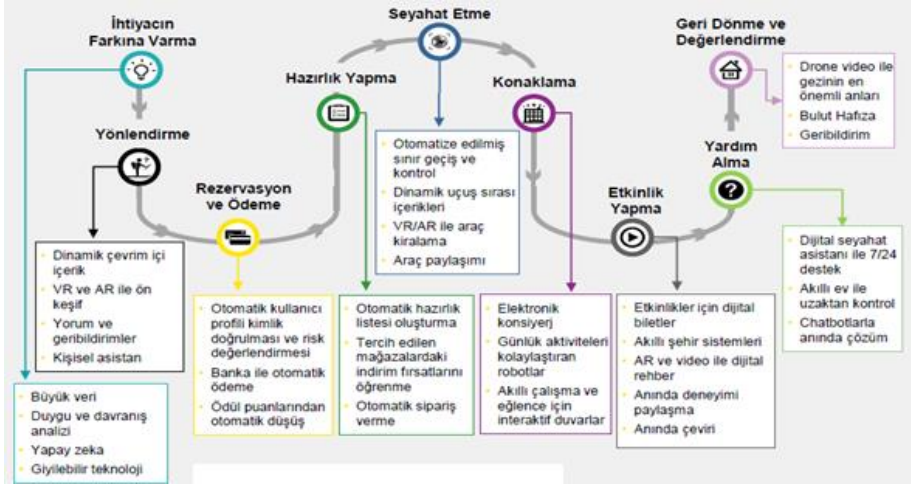 İhtiyacın
Farkına Varma
Büyük veri
Duygu ve davranış
analizi
Yapay zeka
Giyilebilir teknoloji
Yönlendirme
Dinamik çevrim içi
içerik
VR ve AR ile ön
keşif
Yorum ve
geribildirimler
Kişisel asistan
Rezervasyon
ve Ödeme
Otomatik kullanıcı
profili kimlik
doğrulması ve risk
değerlendirmesi
Banka ile otomatik
ödeme
Ödül puanlarından
otomatik düşüş
Hazırlık Yapma
Otomatik hazırlık
listesi oluşturma
Tercih edilen
mağazalardaki
indirim fırsatlarını
öğrenme
Otomatik sipariş
verme
Seyahat Etme
Otomatize edilmiş
sınır geçiş ve
kontrol
Dinamik uçuş sırası
içerikleri
VR/AR ile araç
kiralama
Araç paylaşımı
Konaklama
Elektronik
konsiyerj
Günlük aktiviteleri
kolaylaştıran
robotlar
Akıllı çalışma ve
eğlence için
interaktif duvarlar
Etkinlik
Yapma
Etkinlikler için dijital
biletler
Akıllı şehir sistemleri
AR ve video ile dijital
rehber
Anında deneyimi
paylaşma
Anında çeviri
Yardım
Alma
?
Dijital seyahat
asistanı ile 7/24
destek
Akıllı ev ile
uzaktan kontrol
Chatbotlarla
anında çözüm
Geri Dönme ve
Değerlendirme
Drone video ile
gezinin en
önemli anları
Bulut Hafıza
Geribildirim